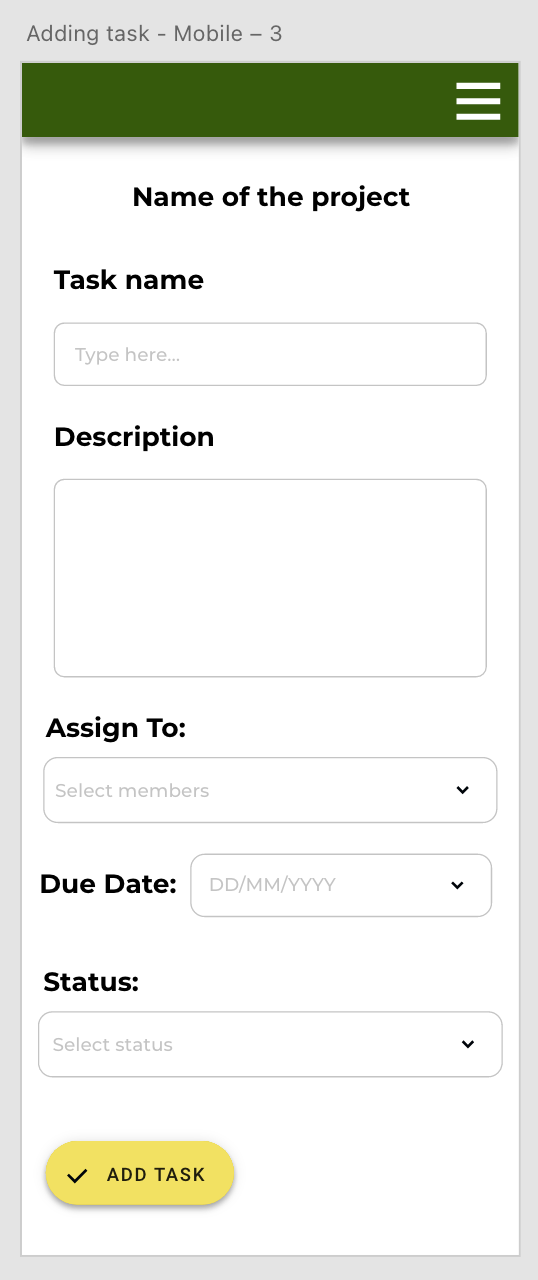 Adding task - Mobile – 3
Name of the project
Task name
Type here...
Description
Assign To:
Select members
Due Date: DD/MM/YYYY
Status:
Select status
ADD TASK